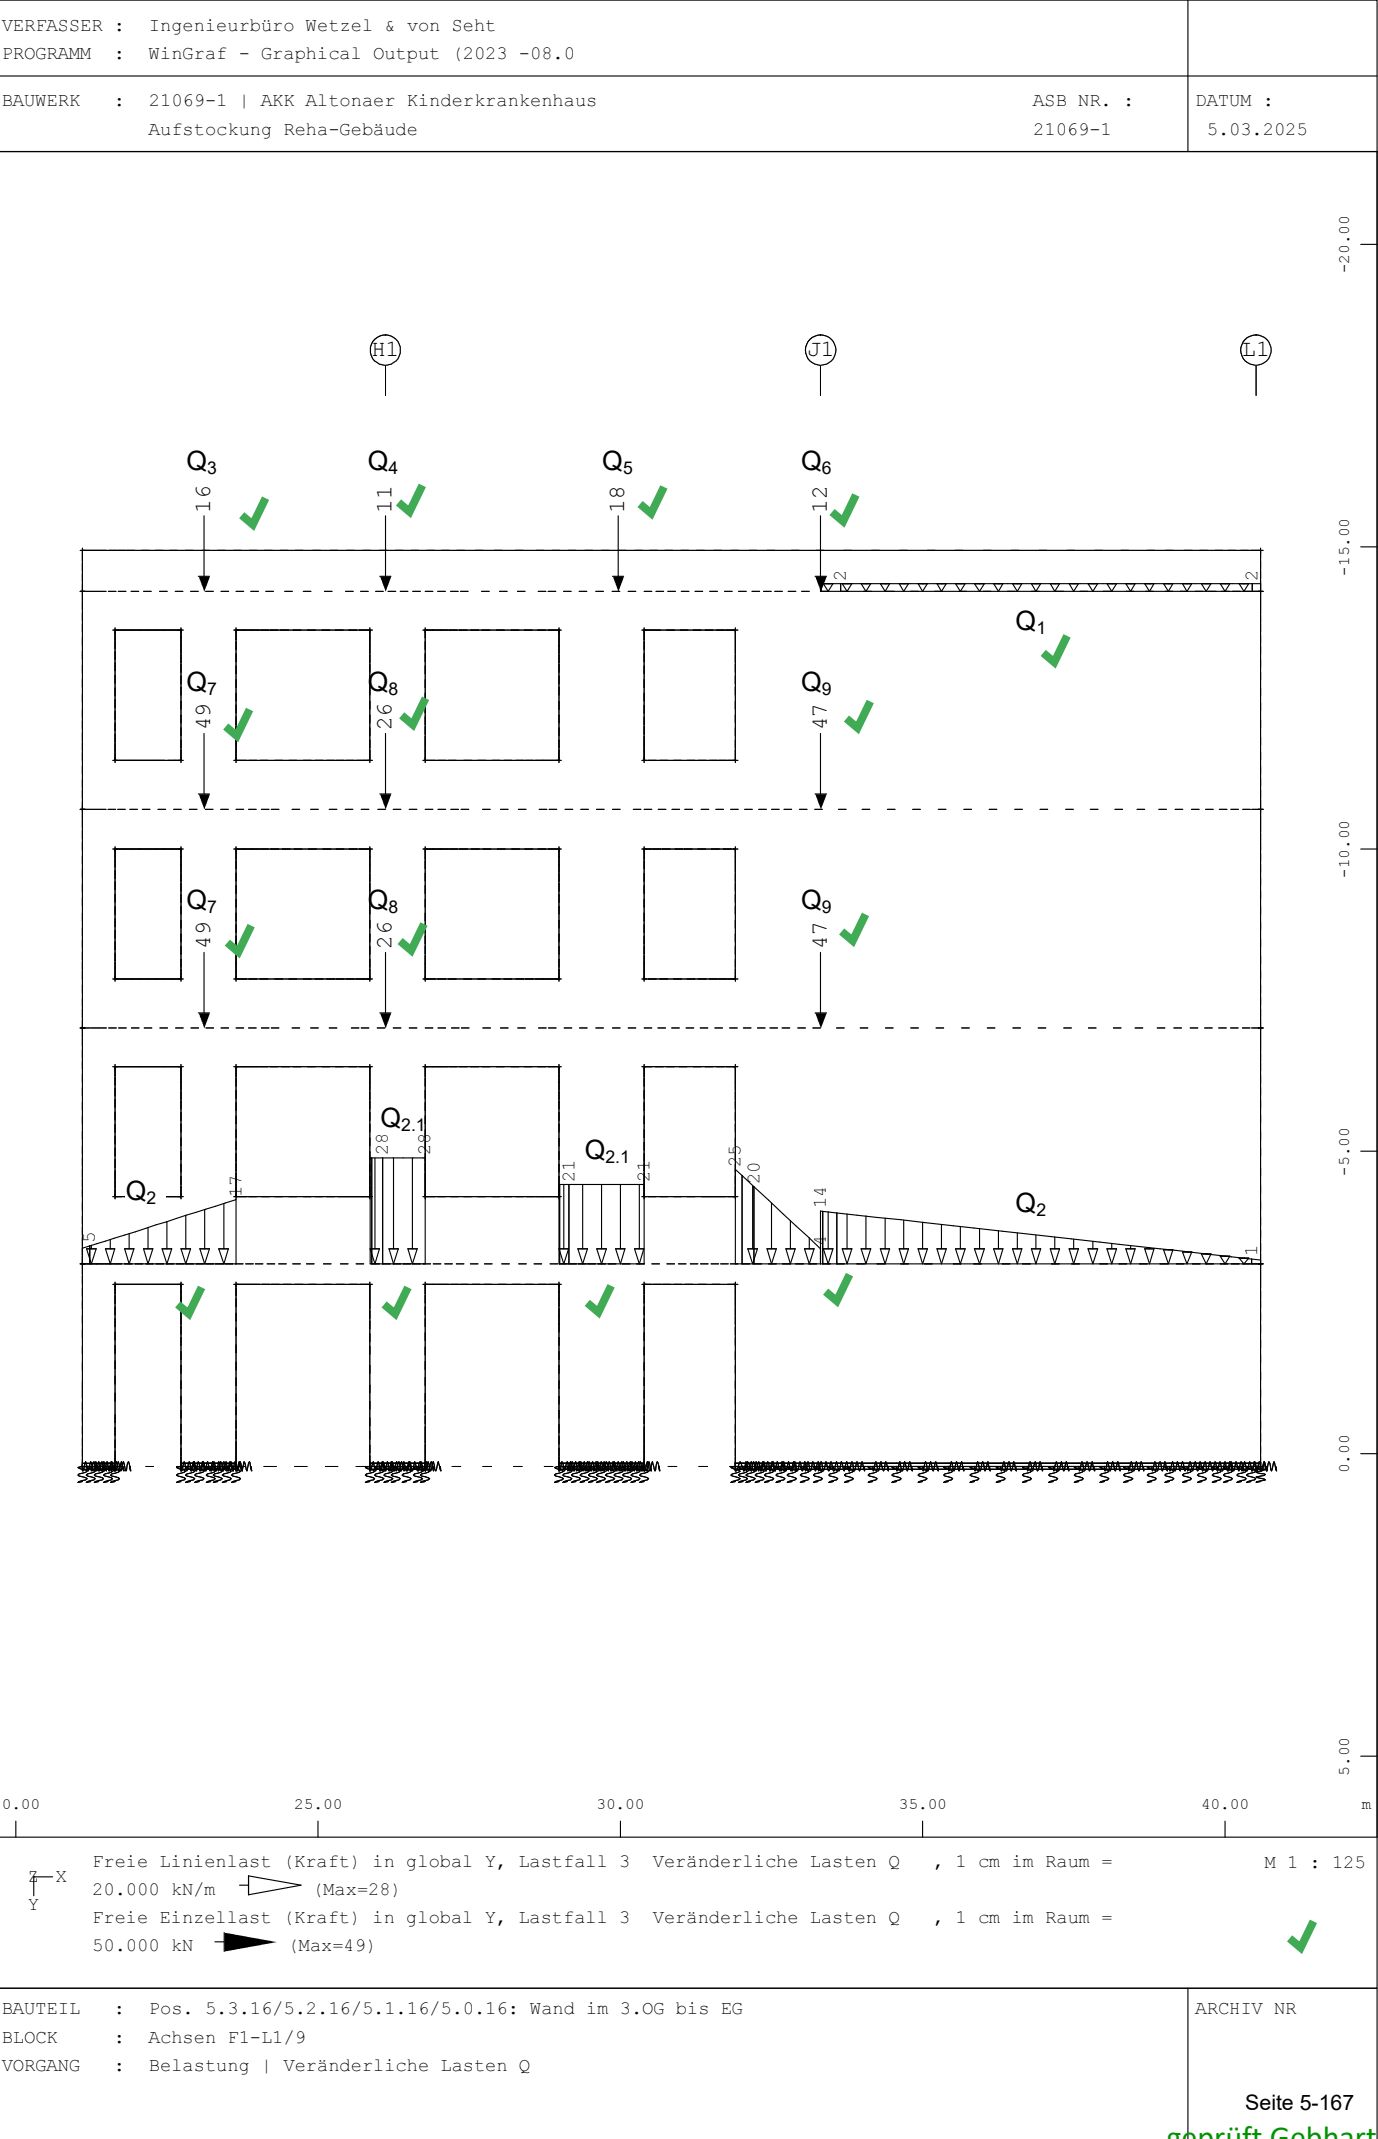 VERFASSER : Ingenieurbüro Wetzel & von Seht
PROGRAMM : WinGraf - Graphical Output (2023 -08.0
BAUWERK : 21069-1 | AKK Altonaer Kinderkrankenhaus
Aufstockung Reha-Gebäude
ASB NR. :
21069-1
DATUM :
5.03.2025
-20.00
H1 J1 L1
Q3 Q4 Q5 Q6
16 11 18 12
-15.00
2 2
Q1
Q7 Q8 Q9
49 26 47
-10.00
Q7 Q8 Q9
49 26 47
Q2.1
28 28
-5.00
Q2.1
21 21
25 20
Q2
5 17
14 4
Q2
1
0.00
5.00
0.00 25.00 30.00 35.00 40.00 m
Z X
Y
Freie Linienlast (Kraft) in global Y, Lastfall 3 Veränderliche Lasten Q , 1 cm im Raum =
20.000 kN/m (Max=28)
M 1 : 125
Freie Einzellast (Kraft) in global Y, Lastfall 3 Veränderliche Lasten Q , 1 cm im Raum =
50.000 kN (Max=49)
BAUTEIL : Pos. 5.3.16/5.2.16/5.1.16/5.0.16: Wand im 3.OG bis EG
BLOCK : Achsen F1-L1/9
VORGANG : Belastung | Veränderliche Lasten Q
ARCHIV NR
Seite 5-167
geprüft Gebhart